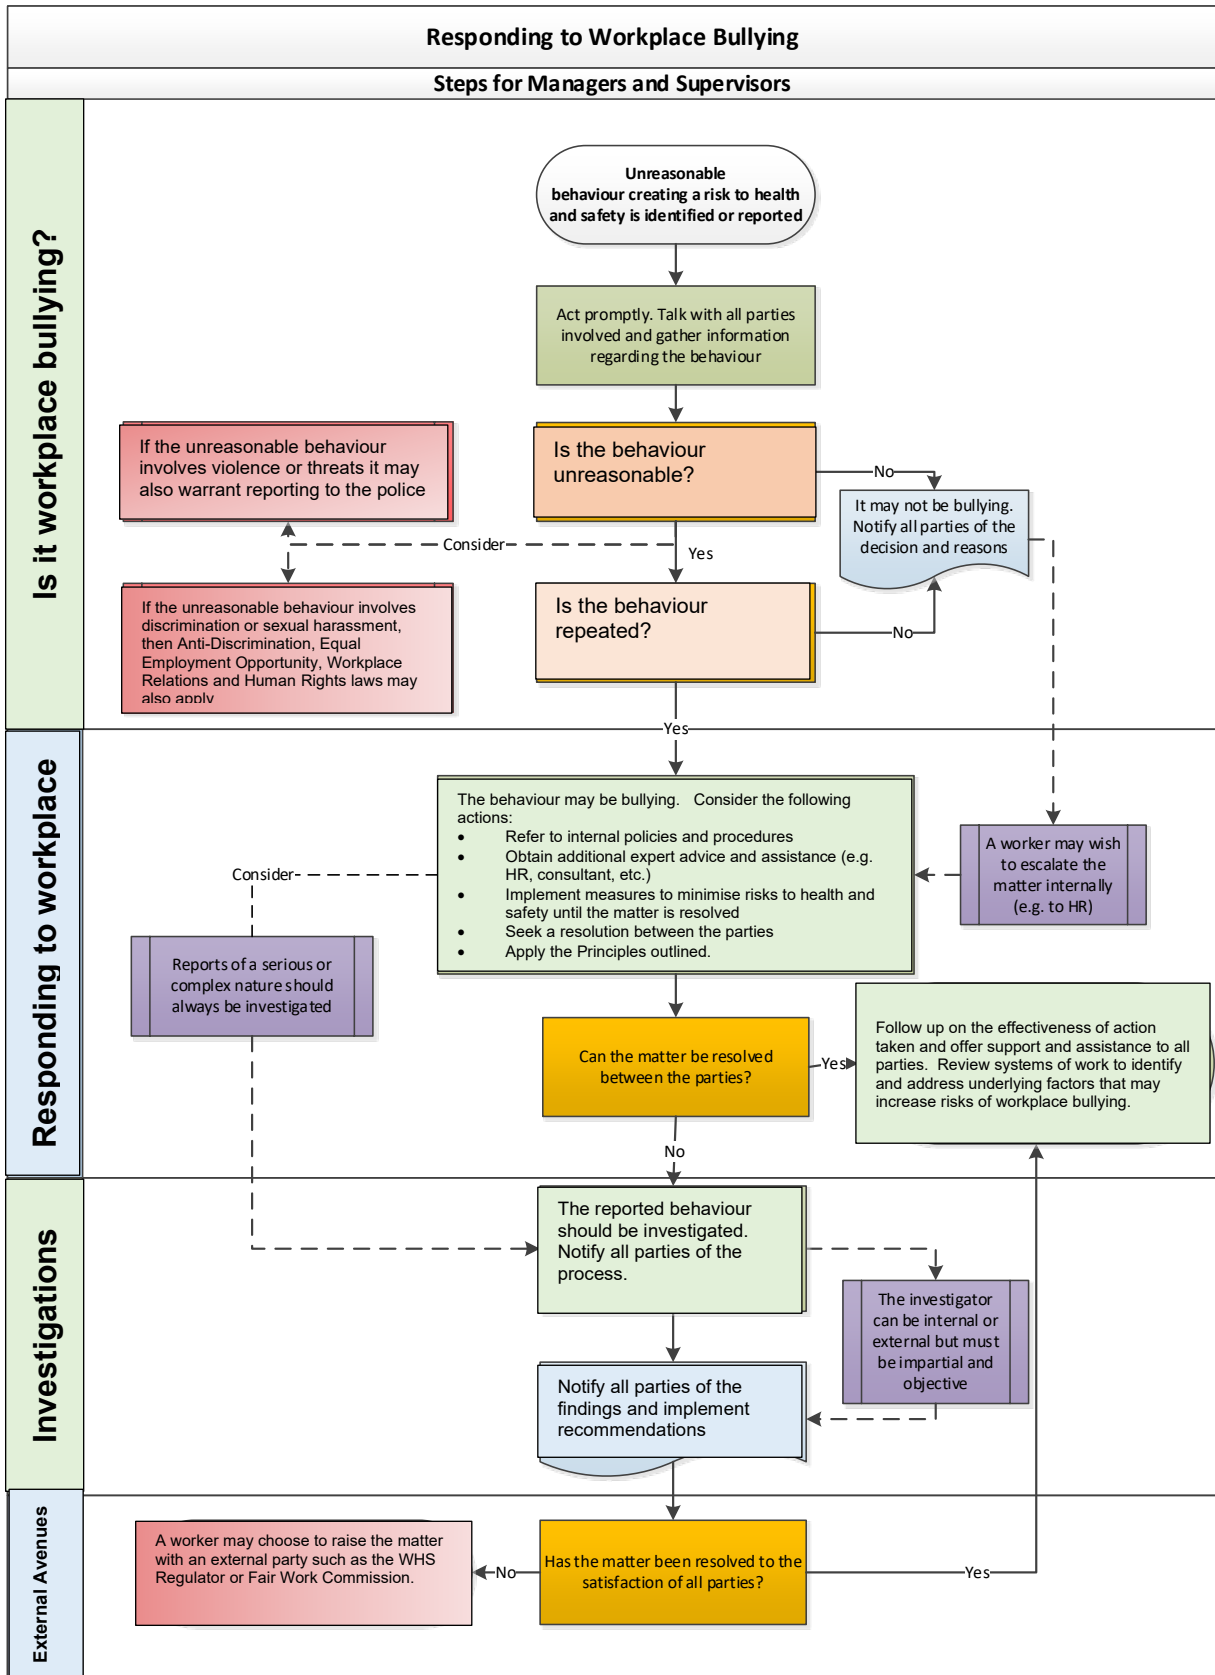 Responding to Workplace Bullying
Steps for Managers and Supervisors
Is it workplace bullying?
Unreasonable
behaviour creating a risk to health
and safety is identified or reported
Act promptly. Talk with all parties
involved and gather information
regarding the behaviour
If the unreasonable behaviour
involves violence or threats it may
also warrant reporting to the police
Is the behaviour
unreasonable?
No
It may not be bullying.
Notify all parties of the
decision and reasons
Consider
Yes
If the unreasonable behaviour involves
discrimination or sexual harassment,
then Anti-Discrimination, Equal
Employment Opportunity, Workplace
Relations and Human Rights laws may
also apply
Is the behaviour
repeated?
No
Yes
Responding to workplace
The behaviour may be bullying. Consider the following
actions:
• Refer to internal policies and procedures
• Obtain additional expert advice and assistance (e.g.
HR, consultant, etc.)
• Implement measures to minimise risks to health and
safety until the matter is resolved
• Seek a resolution between the parties
• Apply the Principles outlined.
A worker may wish
to escalate the
matter internally
(e.g. to HR)
Consider
Reports of a serious or
complex nature should
always be investigated
Can the matter be resolved
between the parties?
Yes
Follow up on the effectiveness of action
taken and offer support and assistance to all
parties. Review systems of work to identify
and address underlying factors that may
increase risks of workplace bullying.
No
Investigations
The reported behaviour
should be investigated.
Notify all parties of the
process.
The investigator
can be internal or
external but must
be impartial and
objective
Notify all parties of the
findings and implement
recommendations
External Avenues
A worker may choose to raise the matter
with an external party such as the WHS
Regulator or Fair Work Commission.
No
Has the matter been resolved to the
satisfaction of all parties?
Yes